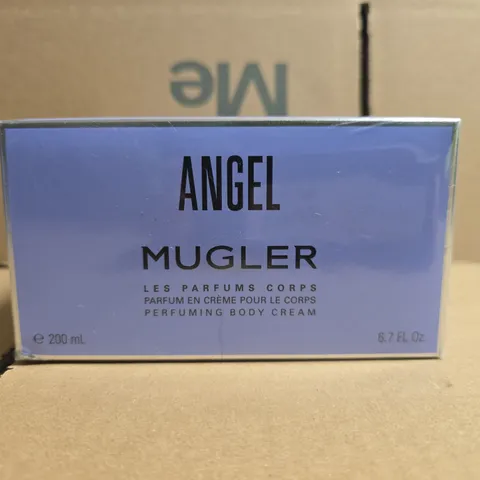 Me
ANGEL
MUGLER
LES PARFUMS CORPS
PARFUM EN CRÈME POUR LE CORPS
PERFUMING BODY CREAM
e 200 mL
6.7 FL Oz